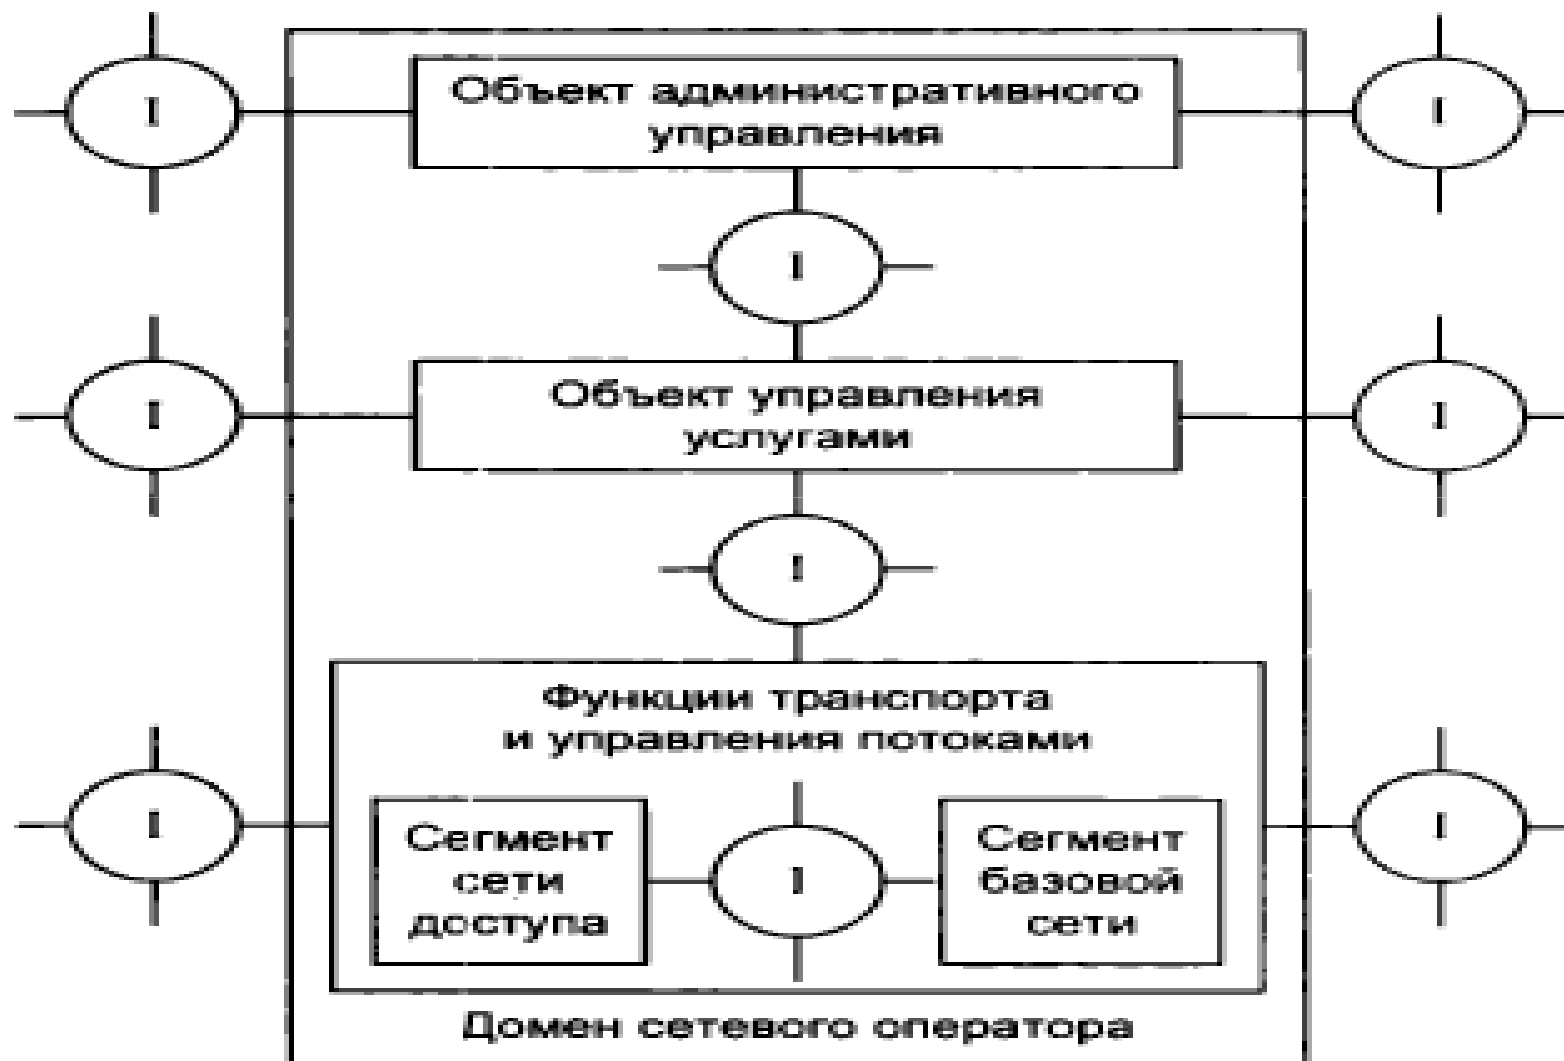 I
Объект административного
управления
I
I
I
Объект управления
услугами
I
I
Функции транспорта
и управления потоками
I
Сегмент
сети
доступа
I
Сегмент
базовой
сети
I
Домен сетевого оператора